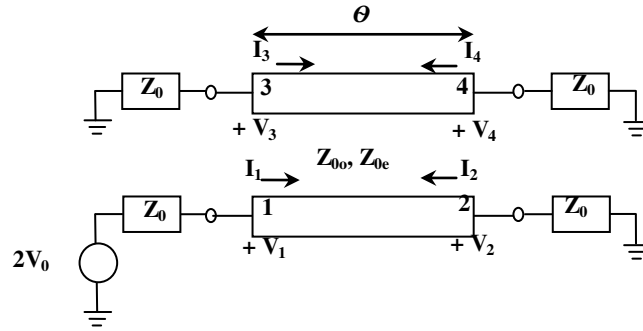 Θ
I₃ I₄
Z₀ 3 4 Z₀
+ V₃ + V₄
I₁ Z₀ₒ, Z₀ₑ I₂
Z₀ 1 2 Z₀
+ V₁ + V₂
2V₀